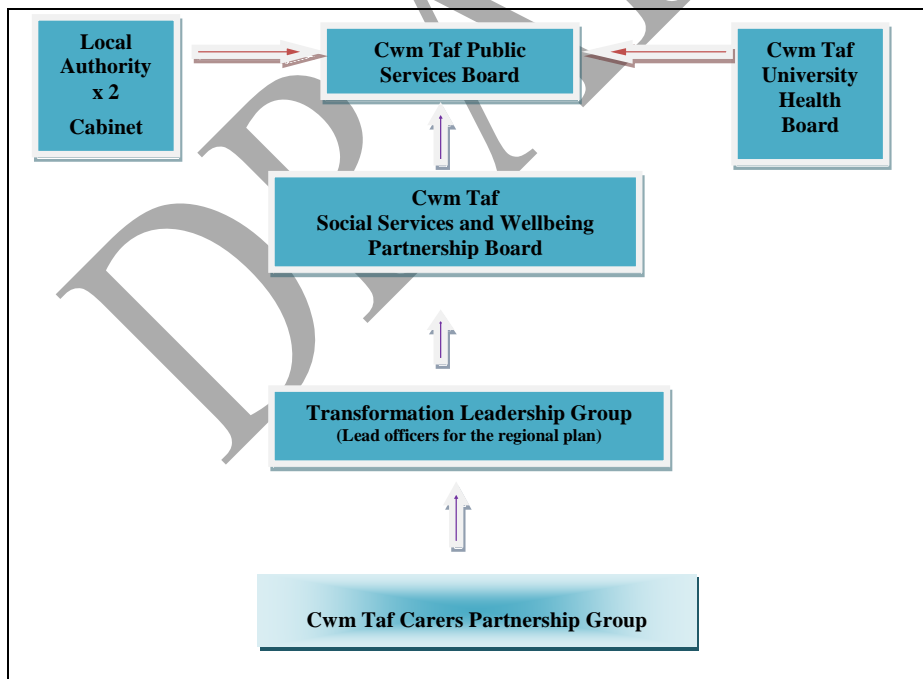 Local
Authority
x 2
Cabinet
Cwm Taf Public
Services Board
Cwm Taf
University
Health
Board
Cwm Taf
Social Services and Wellbeing
Partnership Board
Transformation Leadership Group
(Lead officers for the regional plan)
Cwm Taf Carers Partnership Group